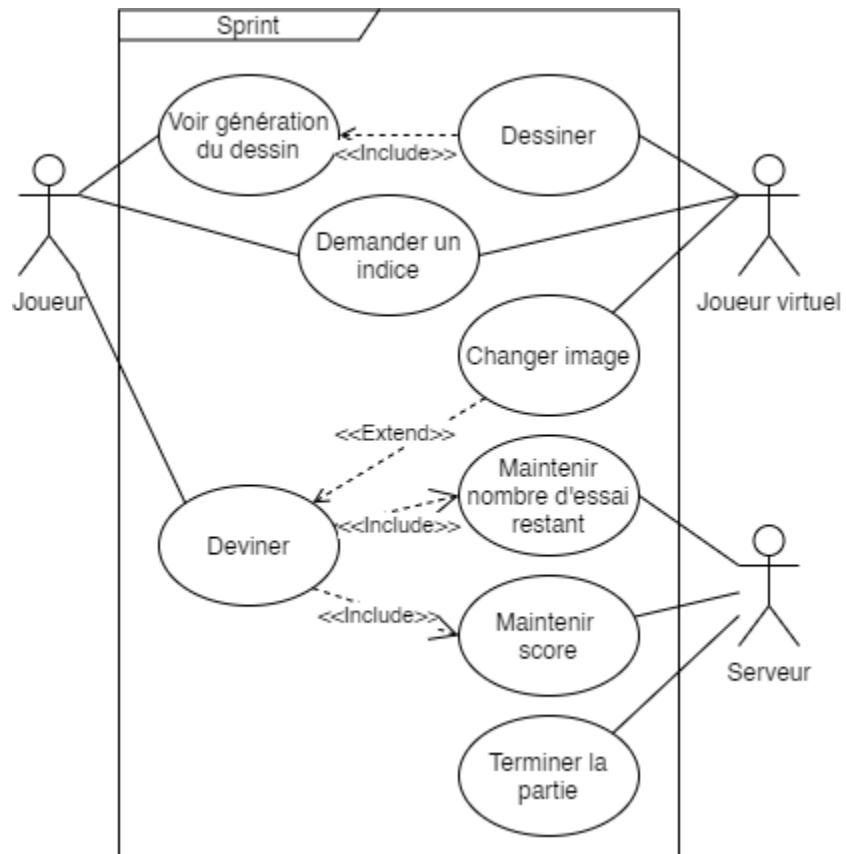 Sprint
Voir génération
du dessin
<<Include>>
Dessiner
Demander un
indice
Joueur
Joueur virtuel
Changer image
<<Extend>>
Maintenir
nombre d'essai
restant
<<Include>>
Deviner
<<Include>>
Maintenir
score
Serveur
Terminer la
partie